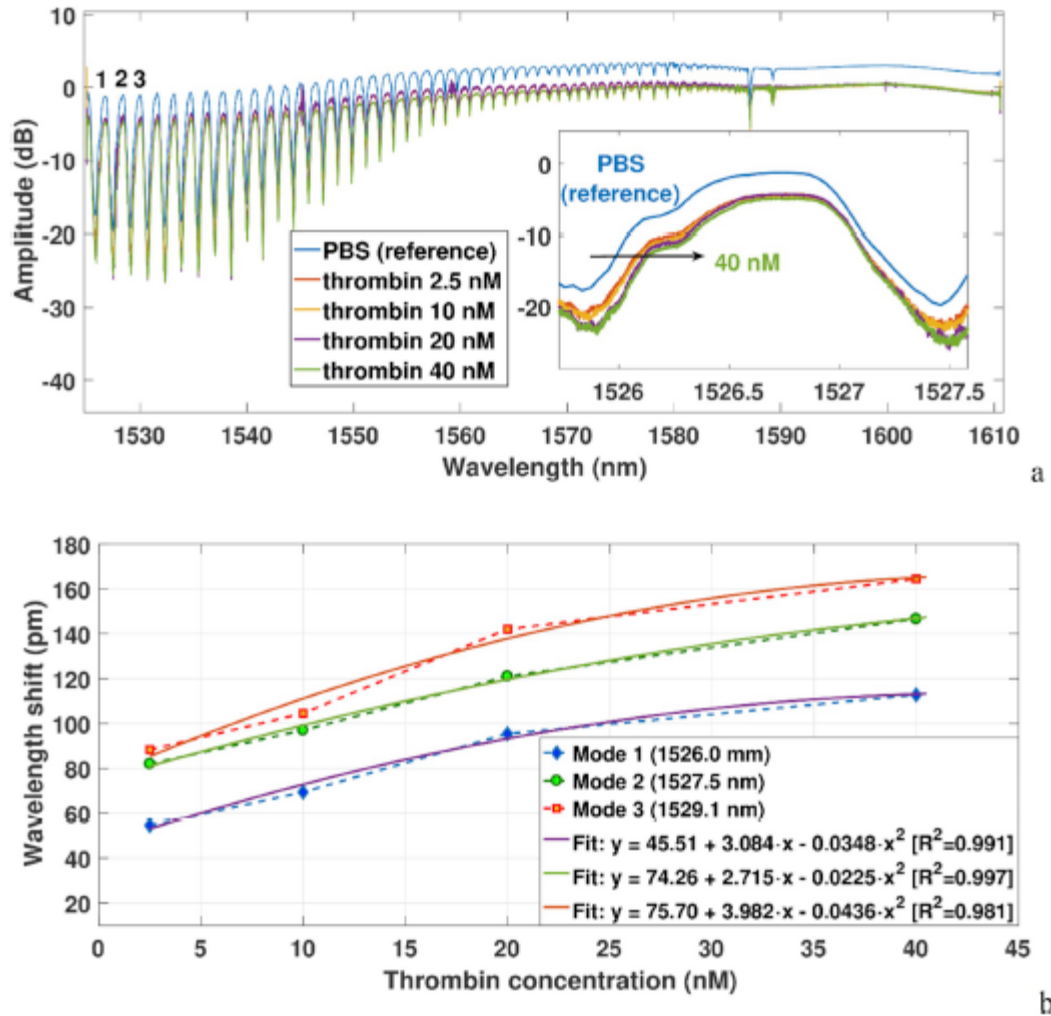 10
0
-10
-20
-30
-40
Amplitude (dB)
1 2 3
PBS (reference)
thrombin 2.5 nM
thrombin 10 nM
thrombin 20 nM
thrombin 40 nM
0
-10
-20
PBS
(reference)
40 nM
1526 1526.5 1527 1527.5
1530 1540 1550 1560 1570 1580 1590 1600 1610
Wavelength (nm)
a
180
160
140
120
100
80
60
40
20
Wavelength shift (pm)
Mode 1 (1526.0 mm)
Mode 2 (1527.5 nm)
Mode 3 (1529.1 nm)
Fit: y = 45.51 + 3.084·x - 0.0348·x² [R²=0.991]
Fit: y = 74.26 + 2.715·x - 0.0225·x² [R²=0.997]
Fit: y = 75.70 + 3.982·x - 0.0436·x² [R²=0.981]
0 5 10 15 20 25 30 35 40 45
Thrombin concentration (nM)
b